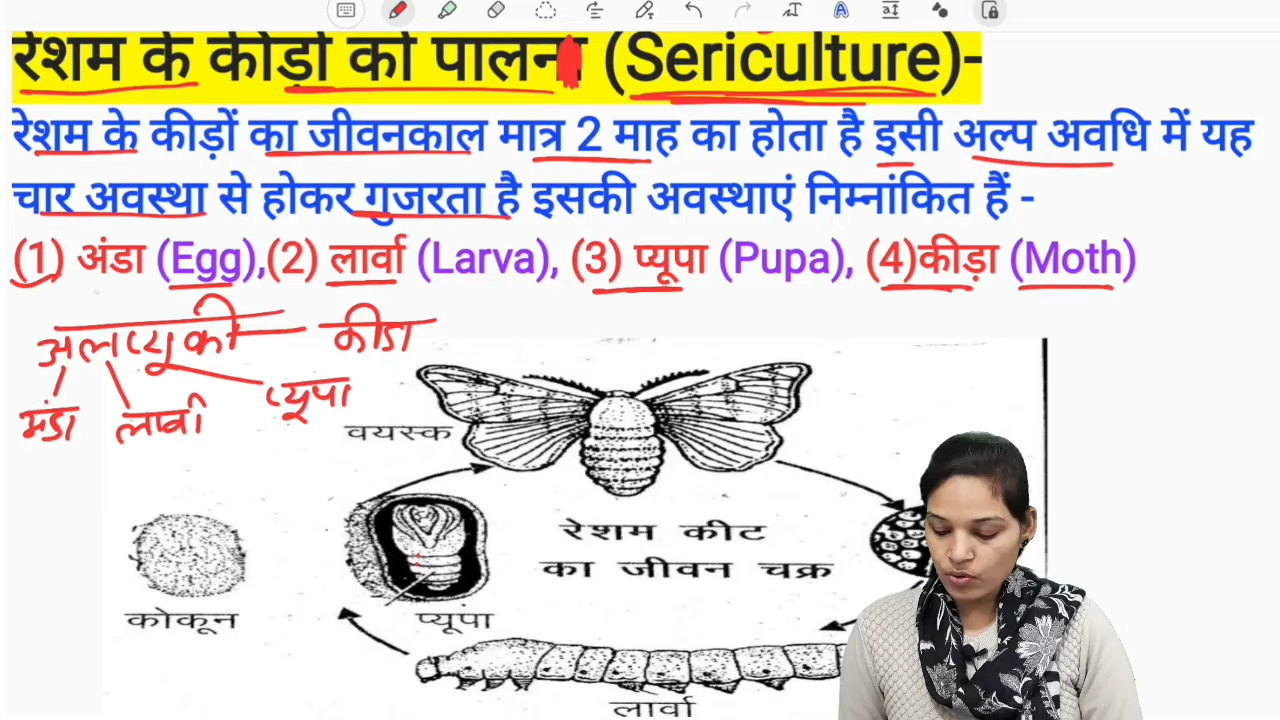 रेशम के कीड़ों को पालना (Sericulture)-
रेशम के कीड़ों का जीवनकाल मात्र 2 माह का होता है इसी अल्प अवधि में यह
चार अवस्था से होकर गुजरता है इसकी अवस्थाएं निम्नांकित हैं -
(1) अंडा (Egg),(2) लार्वा (Larva), (3) प्यूपा (Pupa), (4)कीड़ा (Moth)
अलप्यूकी
कीडा
अंडा लार्वा प्यूपा
वयस्क
रेशम कीट
का जीवन चक्र
कोकून
प्यूपा
लार्वा